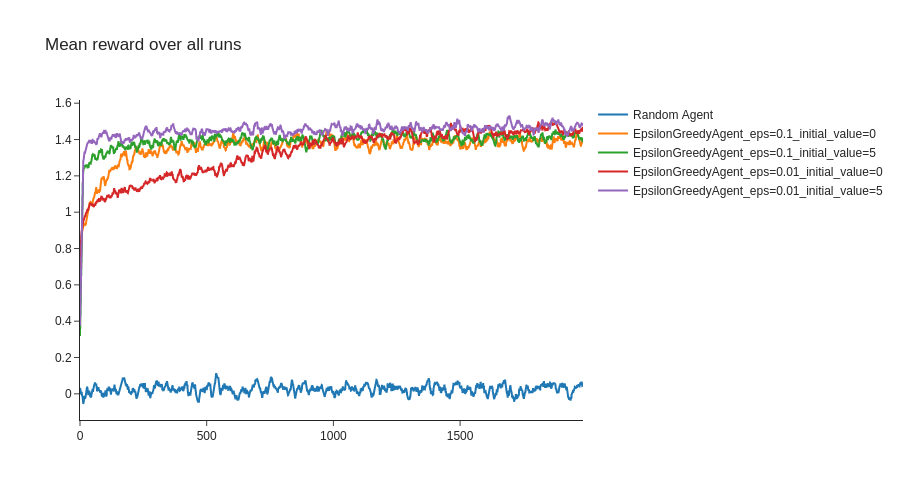 Mean reward over all runs
1.6
1.4
1.2
1
0.8
0.6
0.4
0.2
0
0 500 1000 1500
Random Agent
EpsilonGreedyAgent_eps=0.1_initial_value=0
EpsilonGreedyAgent_eps=0.1_initial_value=5
EpsilonGreedyAgent_eps=0.01_initial_value=0
EpsilonGreedyAgent_eps=0.01_initial_value=5